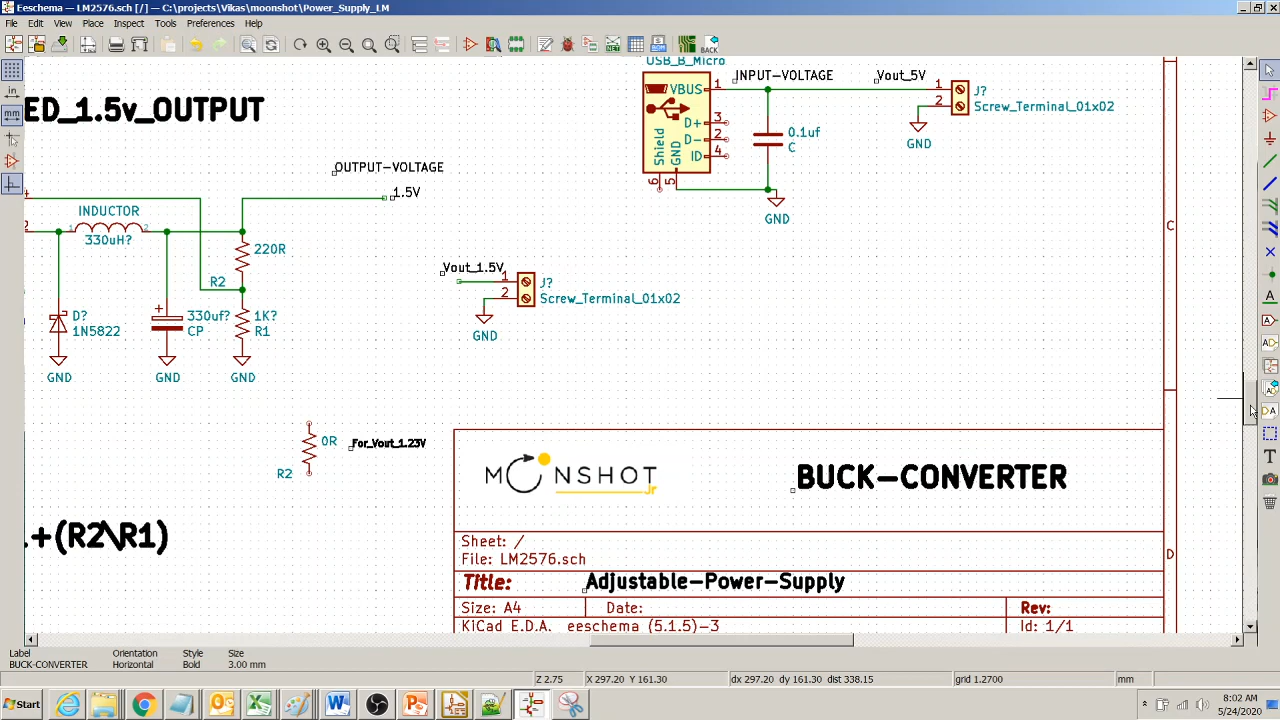 Eeschema — LM2576.sch [/] — C:\projects\Vikas\moonshot\Power_Supply_LM
File Edit View Place Inspect Tools Preferences Help
BACK
ED_1.5v_OUTPUT
USB_B_Micro
INPUT-VOLTAGE
Vout_5V
VBUS 1
1 J?
2 Screw_Terminal_01x02
D+ 3
D- 2
ID 4
Shield
GND
6 5
0.1uf
C
GND
GND
OUTPUT-VOLTAGE
1.5V
INDUCTOR
1 2
330uH?
220R
R2
Vout_1.5V
1 J?
2 Screw_Terminal_01x02
GND
D?
1N5822
330uf?
CP
1K?
R1
GND GND GND
0R
For_Vout_1.23V
R2
.+(R2\R1)
MOONSHOT
Jr
BUCK-CONVERTER
Sheet: /
File: LM2576.sch
Title: Adjustable-Power-Supply
Size: A4 Date: Rev:
KiCad E.D.A. eeschema (5.1.5)-3 Id: 1/1
C
D
in
mm
A
T
Label Orientation Style Size
BUCK-CONVERTER Horizontal Bold 3.00 mm
Z 2.75 X 297.20 Y 161.30 dx 297.20 dy 161.30 dist 338.15 grid 1.2700 mm
Start
8:02 AM
5/24/2020